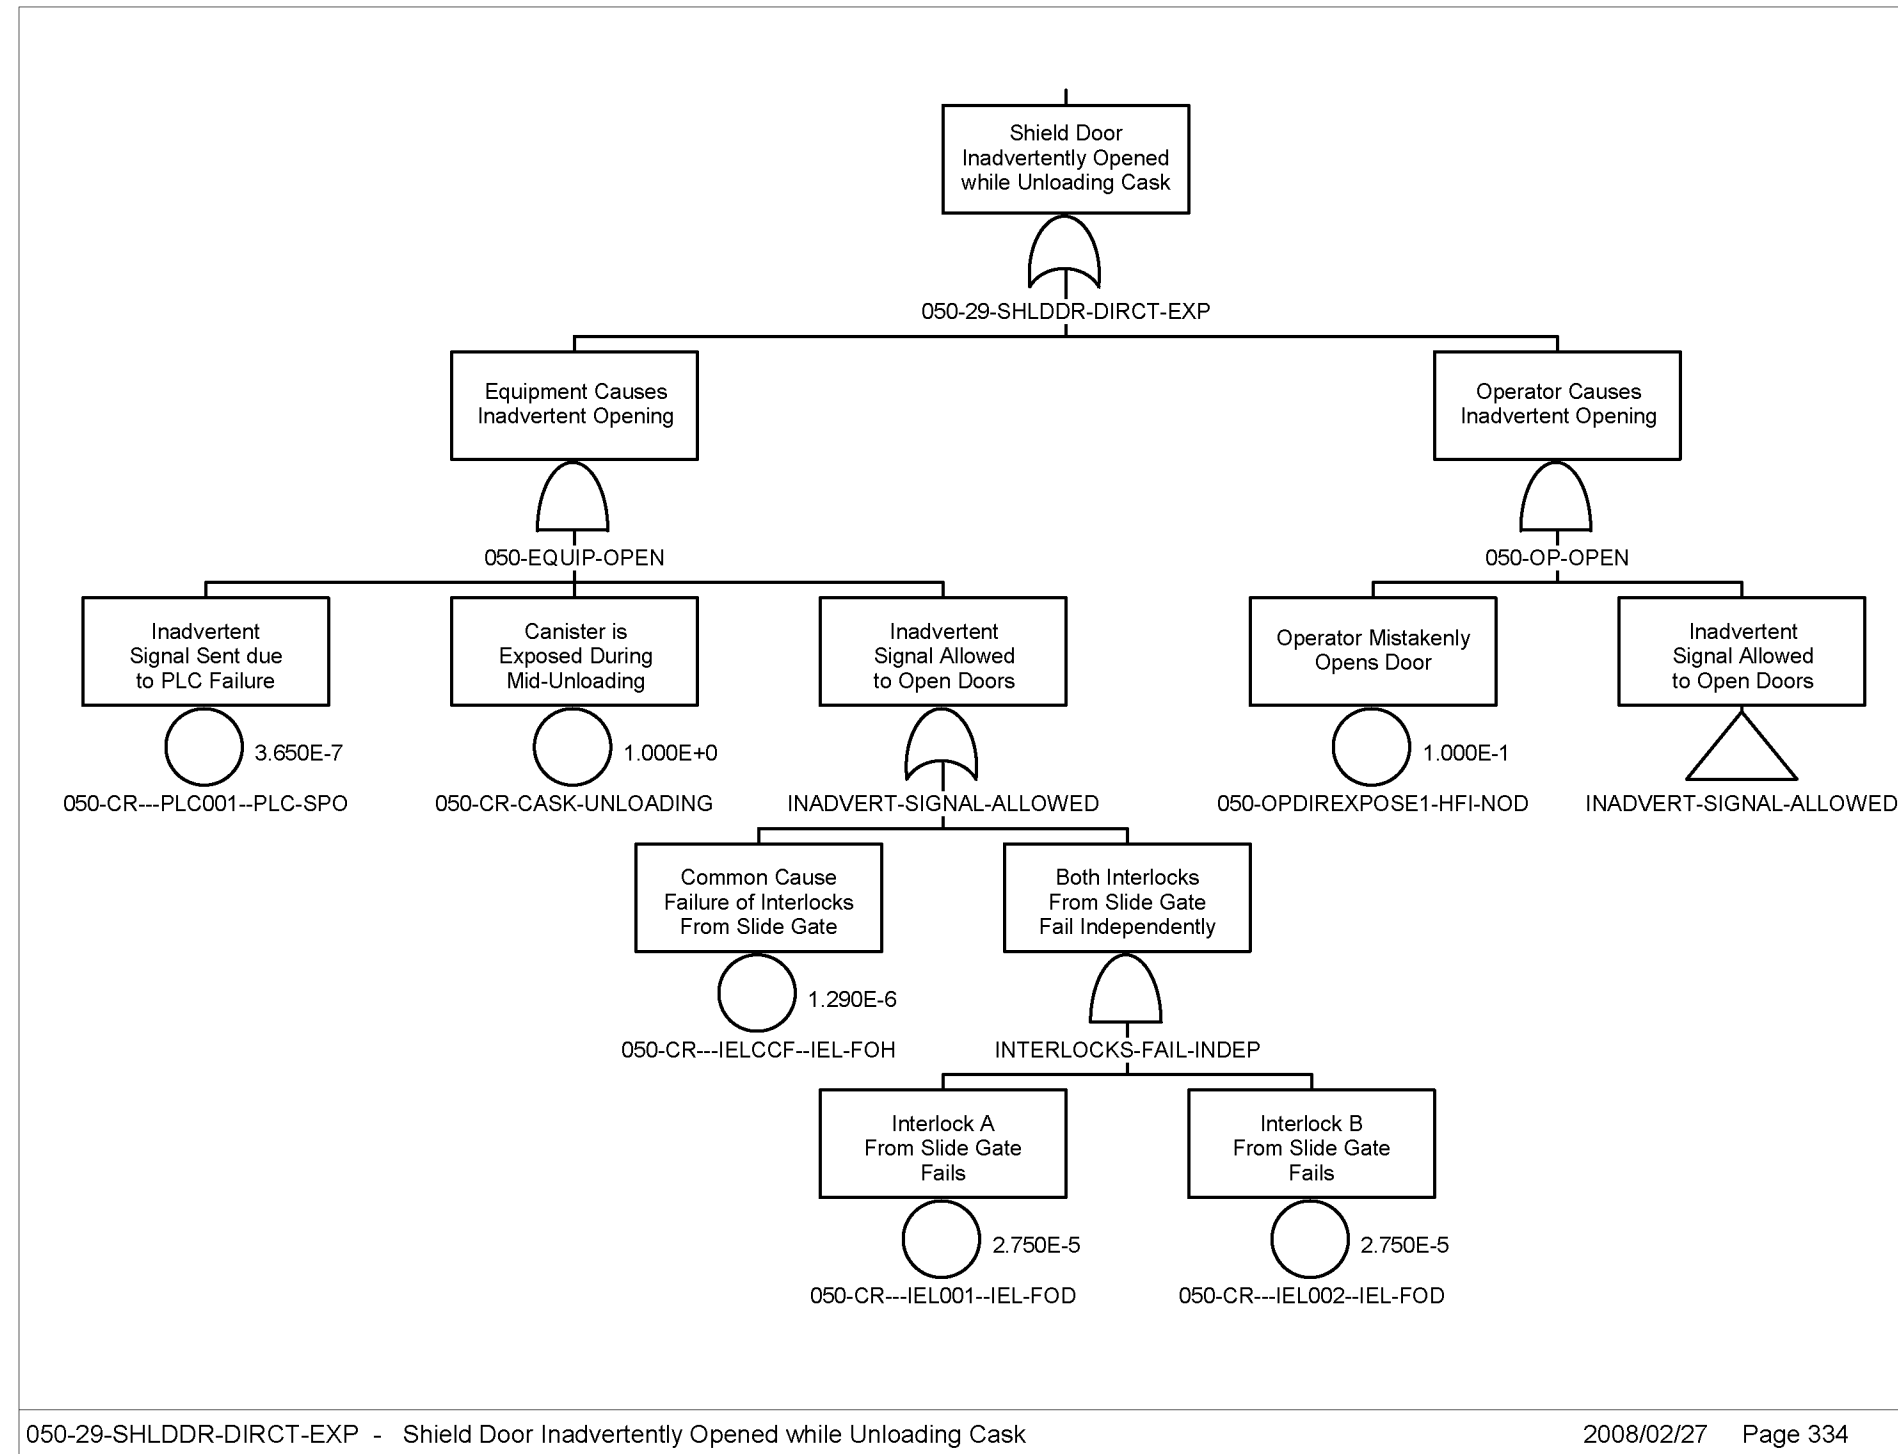 Shield Door
Inadvertently Opened
while Unloading Cask
050-29-SHLDDR-DIRCT-EXP
Equipment Causes
Inadvertent Opening
050-EQUIP-OPEN
Operator Causes
Inadvertent Opening
050-OP-OPEN
Inadvertent
Signal Sent due
to PLC Failure
3.650E-7
050-CR---PLC001--PLC-SPO
Canister is
Exposed During
Mid-Unloading
1.000E+0
050-CR-CASK-UNLOADING
Inadvertent
Signal Allowed
to Open Doors
INADVERT-SIGNAL-ALLOWED
Operator Mistakenly
Opens Door
1.000E-1
050-OPDIREXPOSE1-HFI-NOD
Inadvertent
Signal Allowed
to Open Doors
INADVERT-SIGNAL-ALLOWED
Common Cause
Failure of Interlocks
From Slide Gate
1.290E-6
050-CR---IELCCF--IEL-FOH
Both Interlocks
From Slide Gate
Fail Independently
INTERLOCKS-FAIL-INDEP
Interlock A
From Slide Gate
Fails
2.750E-5
050-CR---IEL001--IEL-FOD
Interlock B
From Slide Gate
Fails
2.750E-5
050-CR---IEL002--IEL-FOD
050-29-SHLDDR-DIRCT-EXP - Shield Door Inadvertently Opened while Unloading Cask
2008/02/27 Page 334